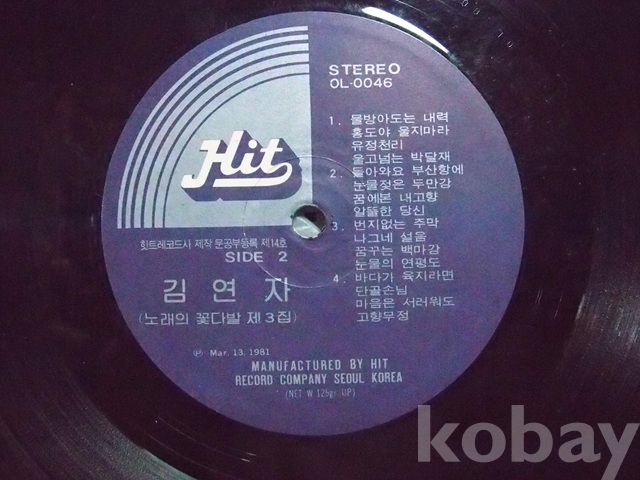 STEREO
OL-0046
Hit
1. 물방아도는 내력
홍도야 울지마라
유정천리
울고넘는 박달재
2. 돌아와요 부산항에
눈물젖은 두만강
꿈에본 내고향
알뜰한 당신
3. 번지없는 주막
나그네 설움
꿈꾸는 백마강
눈물의 연평도
4. 바다가 육지라면
단골손님
마음은 서러워도
고향무정
힛트레코드사 제작 문공부등록 제14호
SIDE 2
김연자
(노래의 꽃다발 제3집)
℗ Mar. 13. 1981
MANUFACTURED BY HIT
RECORD COMPANY SEOUL KOREA
(NET W 125gr. UP)
kobay